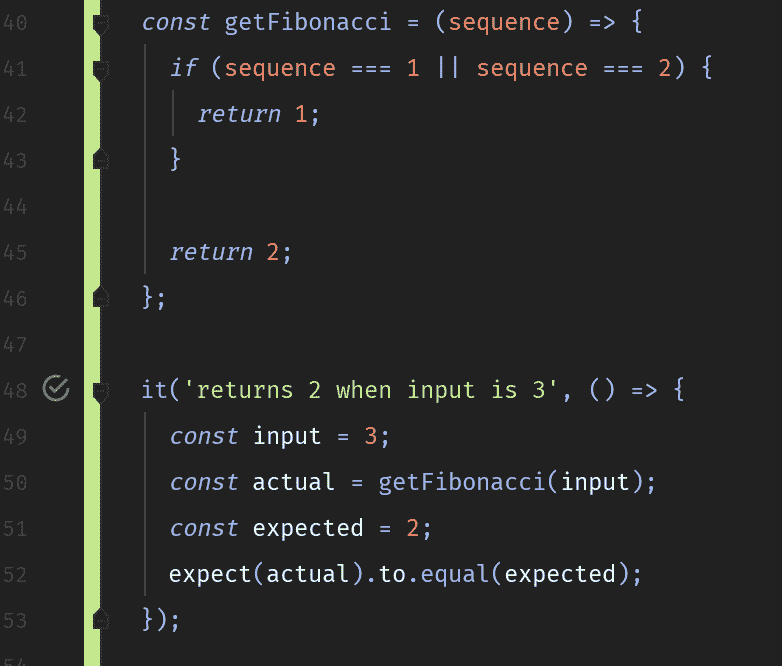 40 const getFibonacci = (sequence) => {
41   if (sequence === 1 || sequence === 2) {
42     return 1;
43   }
44
45   return 2;
46 };
47
48 it('returns 2 when input is 3', () => {
49   const input = 3;
50   const actual = getFibonacci(input);
51   const expected = 2;
52   expect(actual).to.equal(expected);
53 });
54